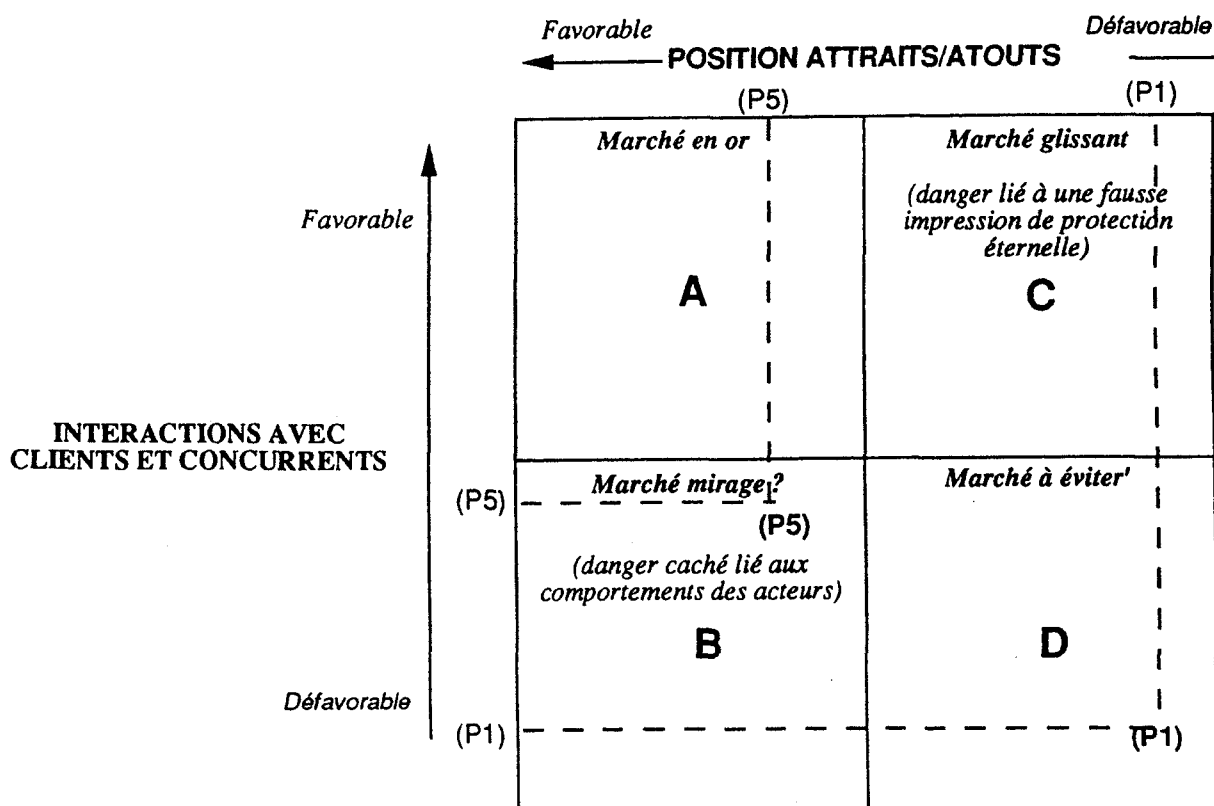 Favorable
Défavorable
POSITION ATTRAITS/ATOUTS
(P5)
(P1)
Marché en or
Marché glissant
Favorable
(danger lié à une fausse
impression de protection
éternelle)
A
C
INTERACTIONS AVEC
CLIENTS ET CONCURRENTS
Marché mirage ?
Marché à éviter'
(P5)
(P5)
(danger caché lié aux
comportements des acteurs)
B
D
Défavorable
(P1)
(P1)